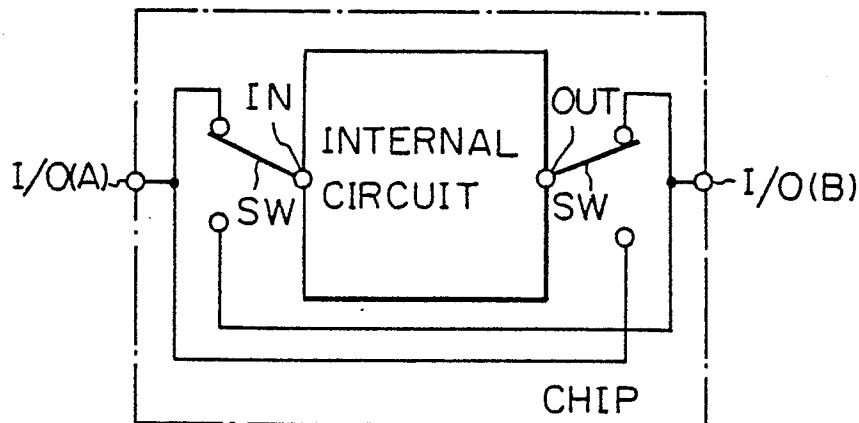 IN
OUT
INTERNAL
CIRCUIT
I/O(A)
I/O(B)
SW
SW
CHIP